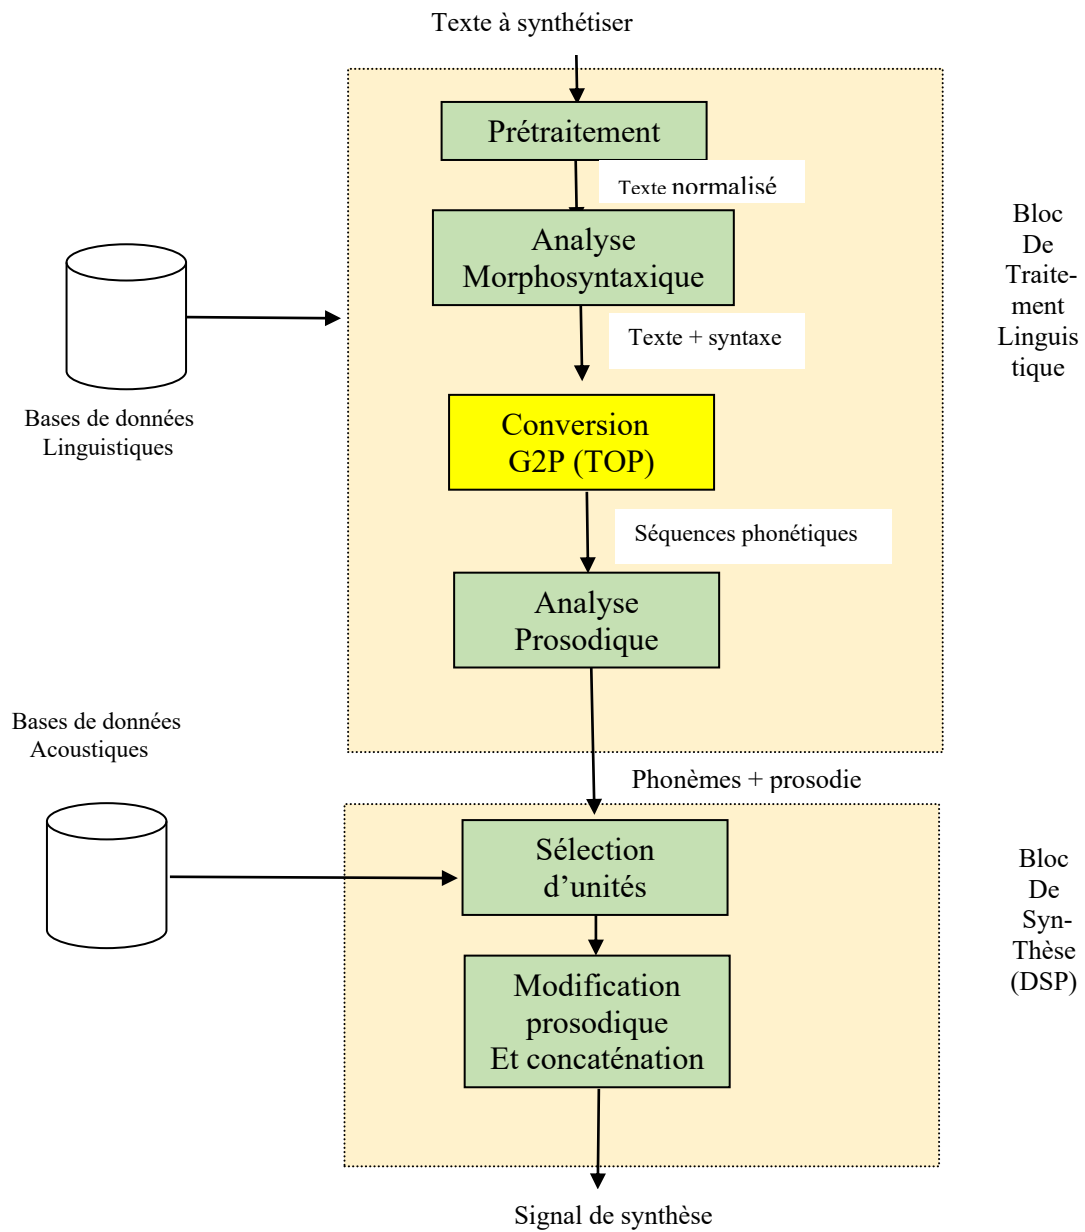 Texte à synthétiser
Prétraitement
Texte normalisé
Analyse
Morphosyntaxique
Texte + syntaxe
Bases de données
Linguistiques
Bloc
De
Traite-
ment
Linguis
tique
Conversion
G2P (TOP)
Séquences phonétiques
Analyse
Prosodique
Bases de données
Acoustiques
Phonèmes + prosodie
Sélection
d’unités
Bloc
De
Syn-
Thèse
(DSP)
Modification
prosodique
Et concaténation
Signal de synthèse